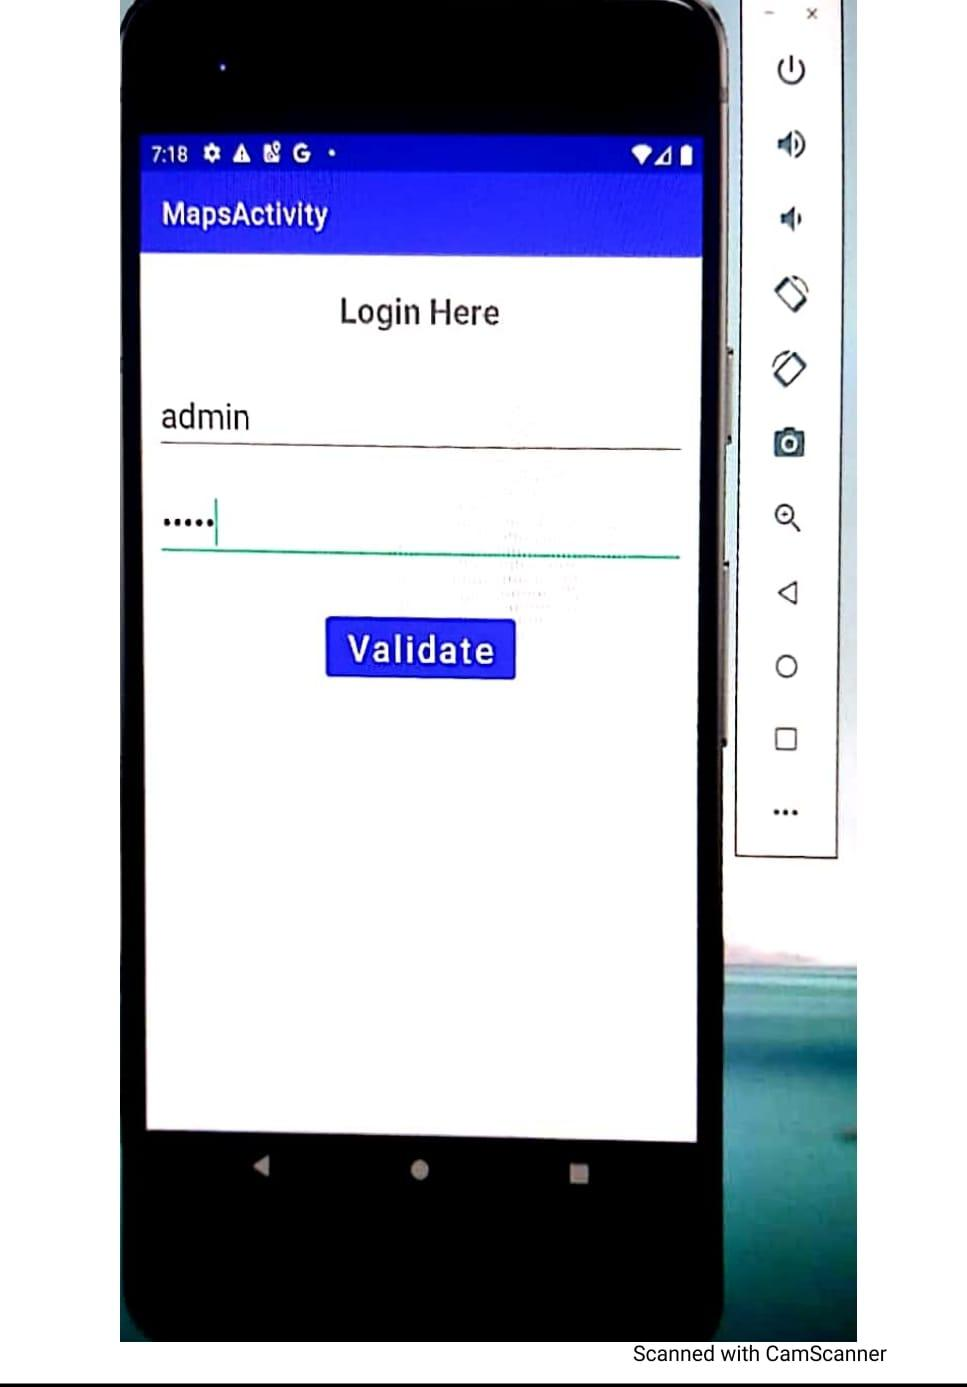 7:18
MapsActivity
Login Here
admin
•••••
Validate
Scanned with CamScanner